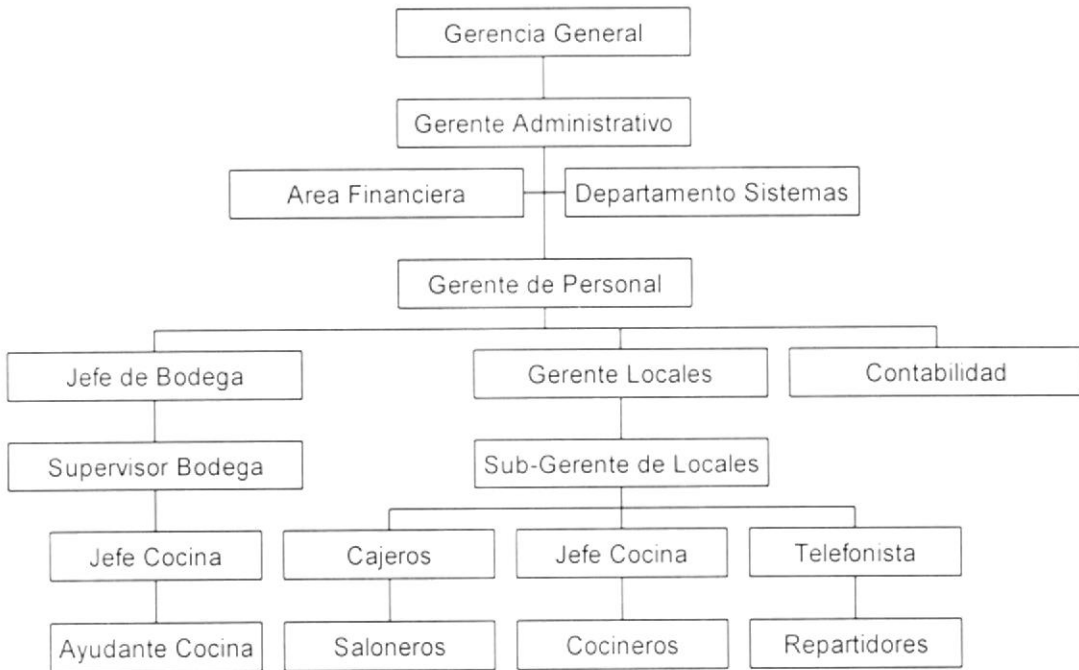 Gerencia General
Gerente Administrativo
Area Financiera
Departamento Sistemas
Gerente de Personal
Jefe de Bodega
Gerente Locales
Contabilidad
Supervisor Bodega
Sub-Gerente de Locales
Jefe Cocina
Cajeros
Jefe Cocina
Telefonista
Ayudante Cocina
Saloneros
Cocineros
Repartidores